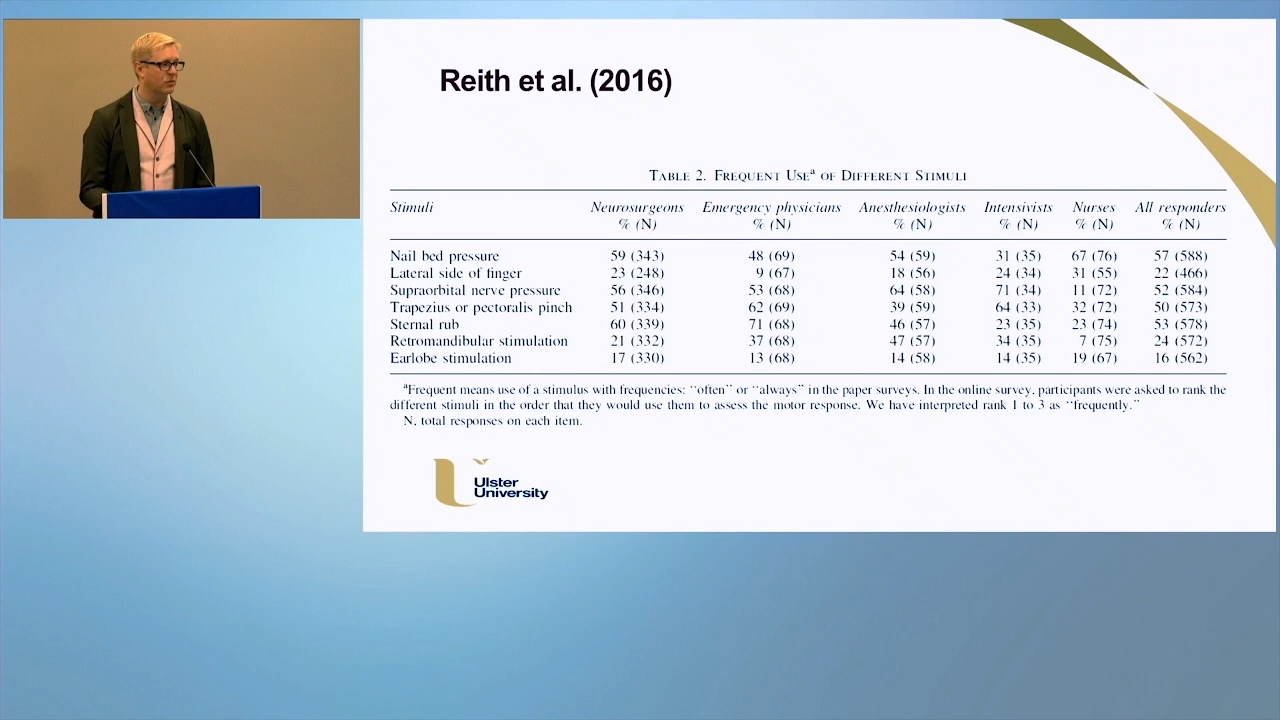 Reith et al. (2016)
TABLE 2. FREQUENT USEa OF DIFFERENT STIMULI
Stimuli Neurosurgeons Emergency physicians Anesthesiologists Intensivists Nurses All responders
% (N) % (N) % (N) % (N) % (N) % (N)
Nail bed pressure 59 (343) 48 (69) 54 (59) 31 (35) 67 (76) 57 (588)
Lateral side of finger 23 (248) 9 (67) 18 (56) 24 (34) 31 (55) 22 (466)
Supraorbital nerve pressure 56 (346) 53 (68) 64 (58) 71 (34) 11 (72) 52 (584)
Trapezius or pectoralis pinch 51 (334) 62 (69) 39 (59) 64 (33) 32 (72) 50 (573)
Sternal rub 60 (339) 71 (68) 46 (57) 23 (35) 23 (74) 53 (578)
Retromandibular stimulation 21 (332) 37 (68) 47 (57) 34 (35) 7 (75) 24 (572)
Earlobe stimulation 17 (330) 13 (68) 14 (58) 14 (35) 19 (67) 16 (562)
aFrequent means use of a stimulus with frequencies: "often" or "always" in the paper surveys. In the online survey, participants were asked to rank the
different stimuli in the order that they would use them to assess the motor response. We have interpreted rank 1 to 3 as "frequently."
N, total responses on each item.
Ulster
University